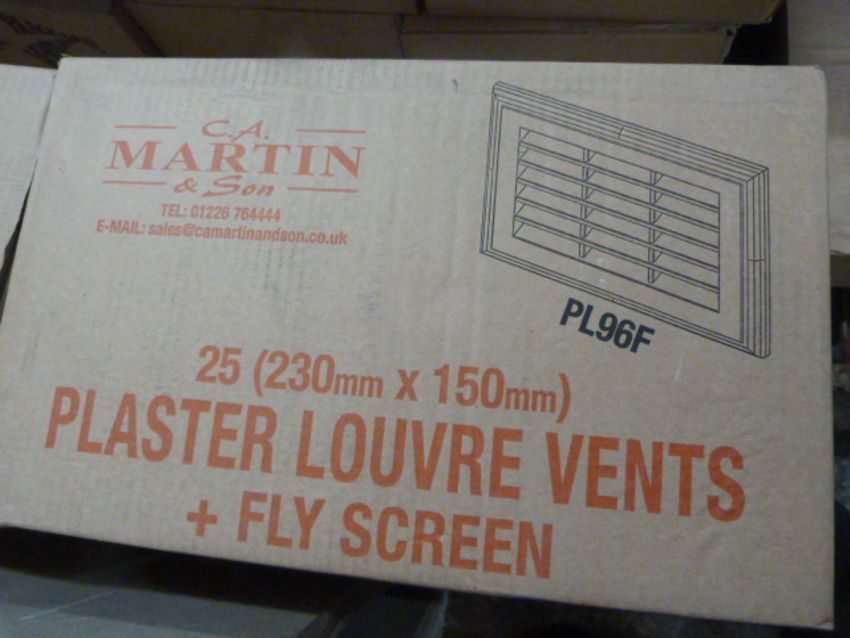 C.A.
MARTIN
& Son
TEL: 01226 764444
E-MAIL: sales@camartinandson.co.uk
PL96F
25 (230mm x 150mm)
PLASTER LOUVRE VENTS
+ FLY SCREEN